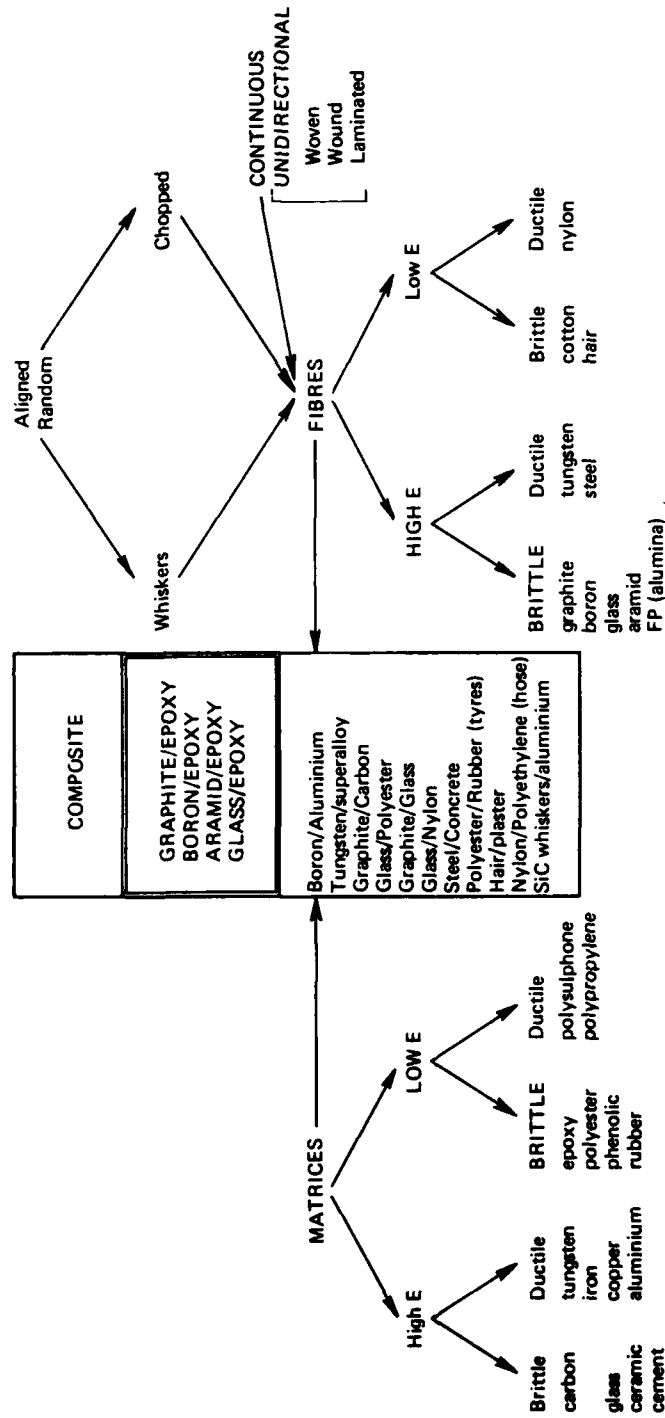 COMPOSITE
GRAPHITE/EPOXY
BORON/EPOXY
ARAMID/EPOXY
GLASS/EPOXY
Boron/Aluminium
Tungsten/superalloy
Graphite/Carbon
Glass/Polyester
Graphite/Glass
Glass/Nylon
Steel/Concrete
Polyester/Rubber (tyres)
Hair/plaster
Nylon/Polyethylene (hose)
SiC whiskers/aluminium
MATRICES
High E
LOW E
Brittle
carbon
glass
ceramic
cement
Ductile
tungsten
iron
copper
aluminium
BRITTLE
epoxy
polyester
phenolic
rubber
Ductile
polysulphone
polypropylene
Aligned
Random
Whiskers
Chopped
CONTINUOUS
UNIDIRECTIONAL
Woven
Wound
Laminated
FIBRES
HIGH E
Low E
BRITTLE
graphite
boron
glass
aramid
FP (alumina)
Ductile
tungsten
steel
Brittle
cotton
hair
Ductile
nylon